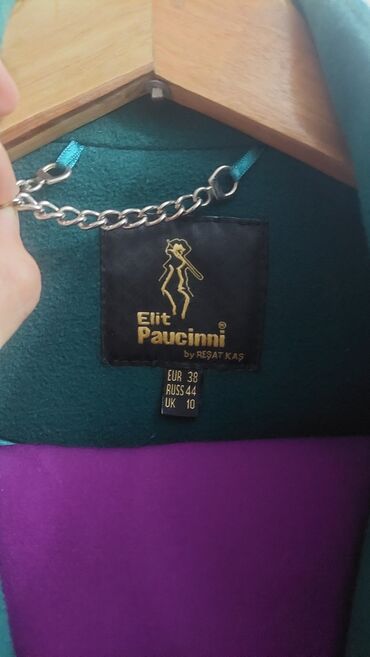 Elit
Paucinni®
by REŞAT KAŞ
EUR 38
RUSS 44
UK 10